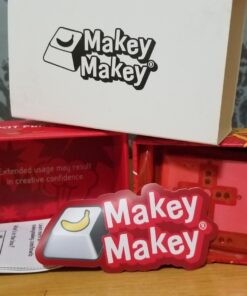 Makey
Makey®
Extended usage may result
in creative confidence.
Makey
Makey®